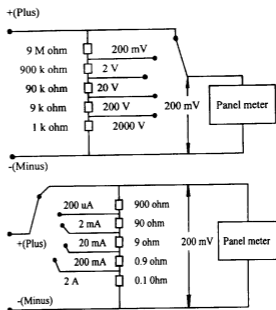 +(Plus)
9 M ohm 200 mV
900 k ohm 2 V
90 k ohm 20 V
9 k ohm 200 V
1 k ohm 2000 V
200 mV
Panel meter
-(Minus)
200 uA 900 ohm
2 mA 90 ohm
20 mA 9 ohm
200 mA 0.9 ohm
2 A 0.1 0hm
+(Plus)
200 mV
Panel meter
-(Minus)